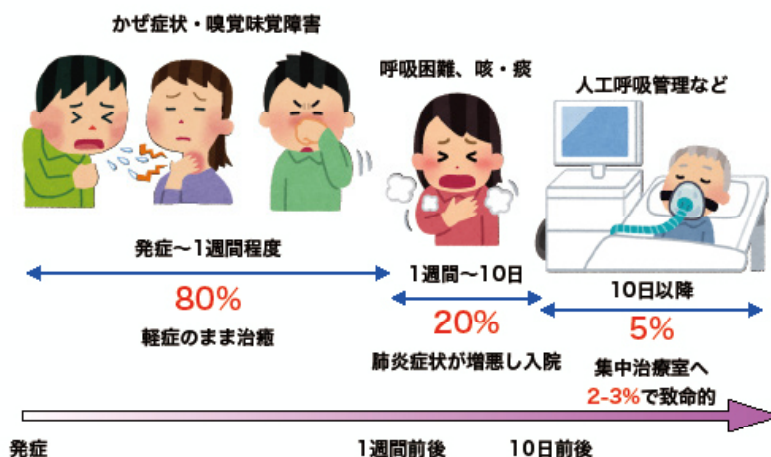 かぜ症状・嗅覚味覚障害
発症〜1週間程度
80%
軽症のまま治癒
呼吸困難、咳・痰
1週間〜10日
20%
肺炎症状が増悪し入院
人工呼吸管理など
10日以降
5%
集中治療室へ
2-3%で致命的
発症
1週間前後
10日前後